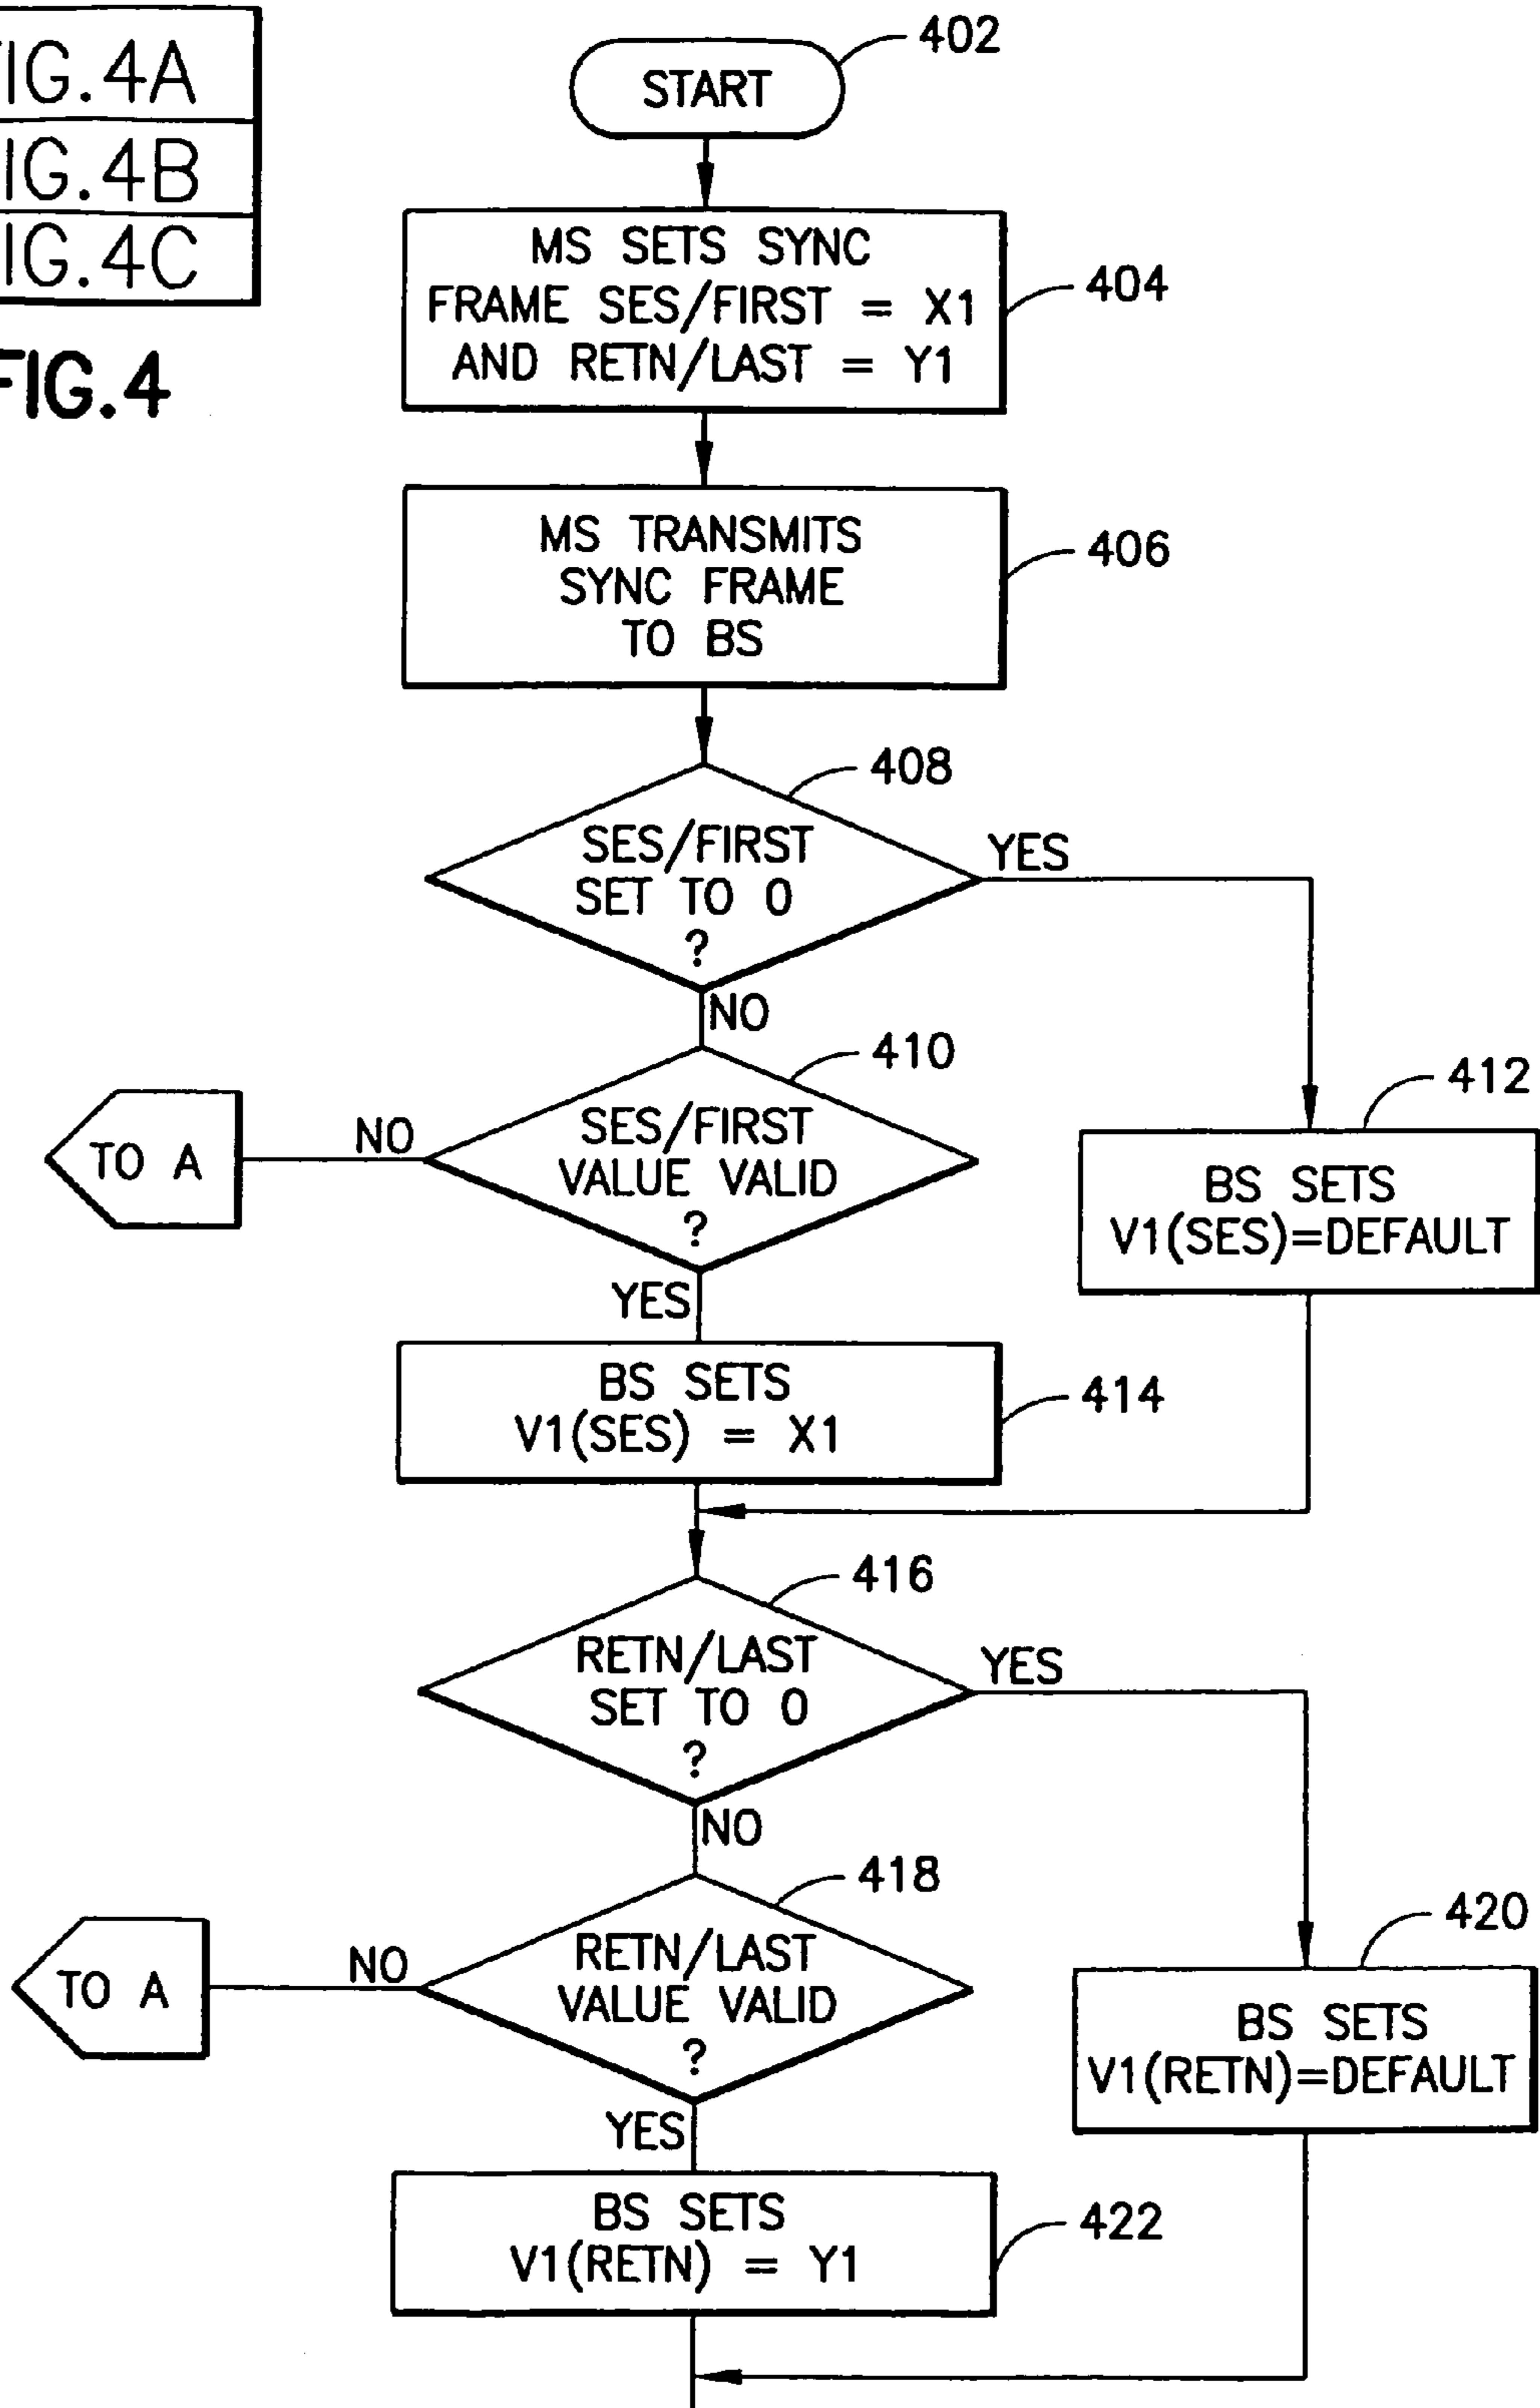 IG.4A
IG.4B
IG.4C
FIG.4
402
START
MS SETS SYNC
FRAME SES/FIRST = X1
AND RETN/LAST = Y1
404
MS TRANSMITS
SYNC FRAME
TO BS
406
408
SES/FIRST
SET TO 0
?
YES
NO
410
SES/FIRST
VALUE VALID
?
NO
TO A
412
BS SETS
V1(SES)=DEFAULT
YES
BS SETS
V1(SES) = X1
414
416
RETN/LAST
SET TO 0
?
YES
NO
418
RETN/LAST
VALUE VALID
?
NO
TO A
420
BS SETS
V1(RETN)=DEFAULT
YES
BS SETS
V1(RETN) = Y1
422